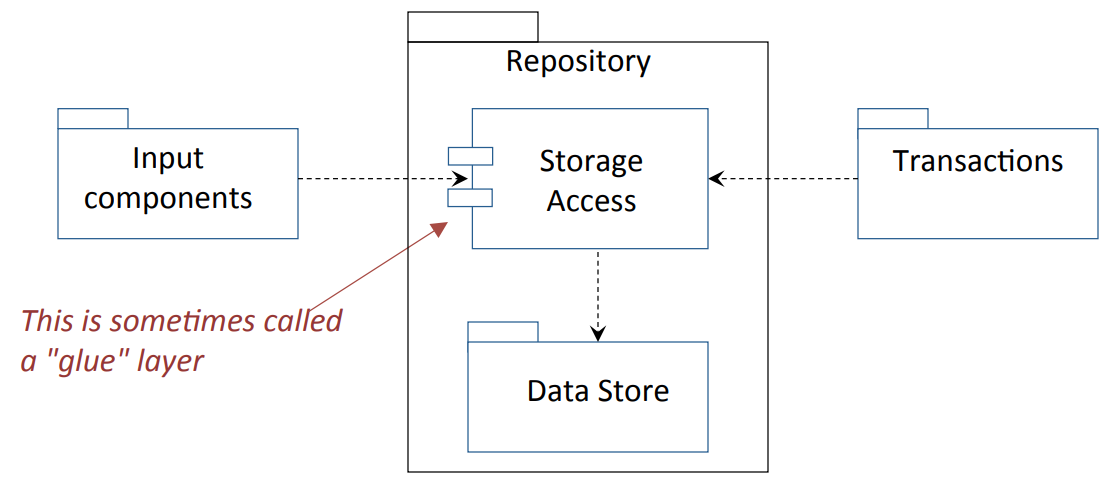 Repository
Input
components
Storage
Access
Transactions
This is sometimes called
a "glue" layer
Data Store